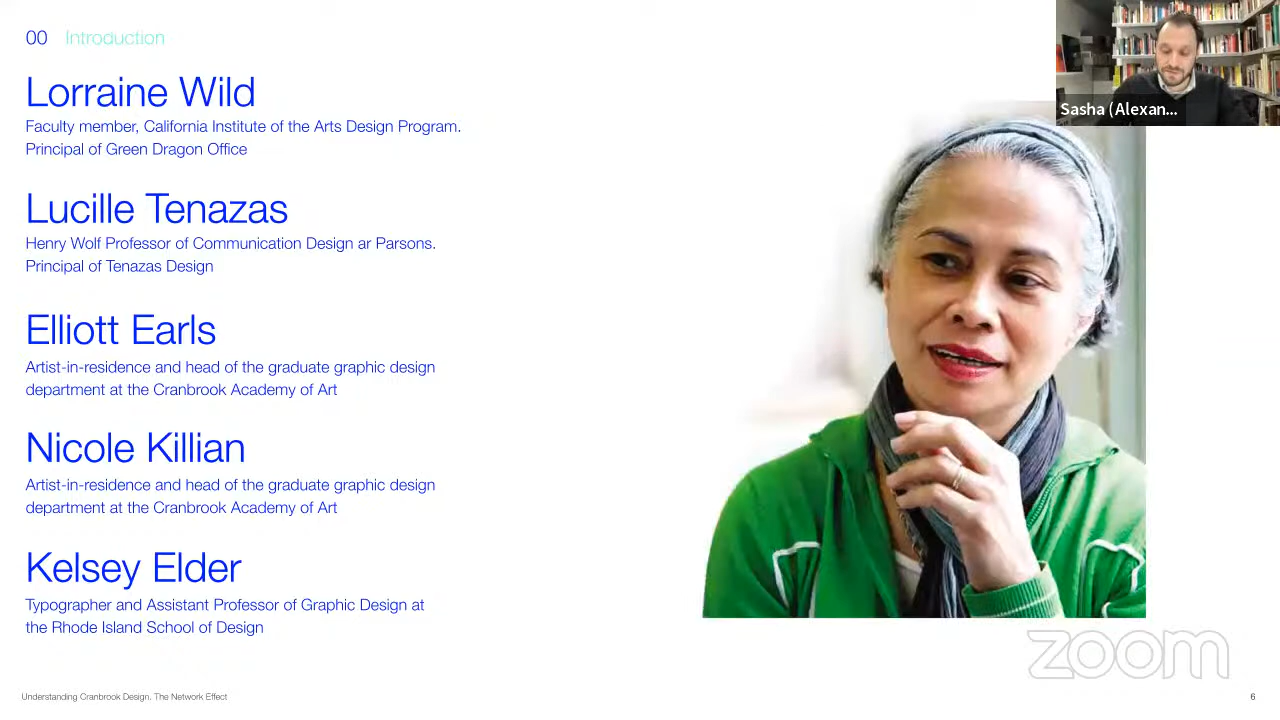 00 Introduction
Sasha (Alexan...
Lorraine Wild
Faculty member, California Institute of the Arts Design Program.
Principal of Green Dragon Office
Lucille Tenazas
Henry Wolf Professor of Communication Design ar Parsons.
Principal of Tenazas Design
Elliott Earls
Artist-in-residence and head of the graduate graphic design
department at the Cranbrook Academy of Art
Nicole Killian
Artist-in-residence and head of the graduate graphic design
department at the Cranbrook Academy of Art
Kelsey Elder
Typographer and Assistant Professor of Graphic Design at
the Rhode Island School of Design
zoom
Understanding Cranbrook Design. The Network Effect
6